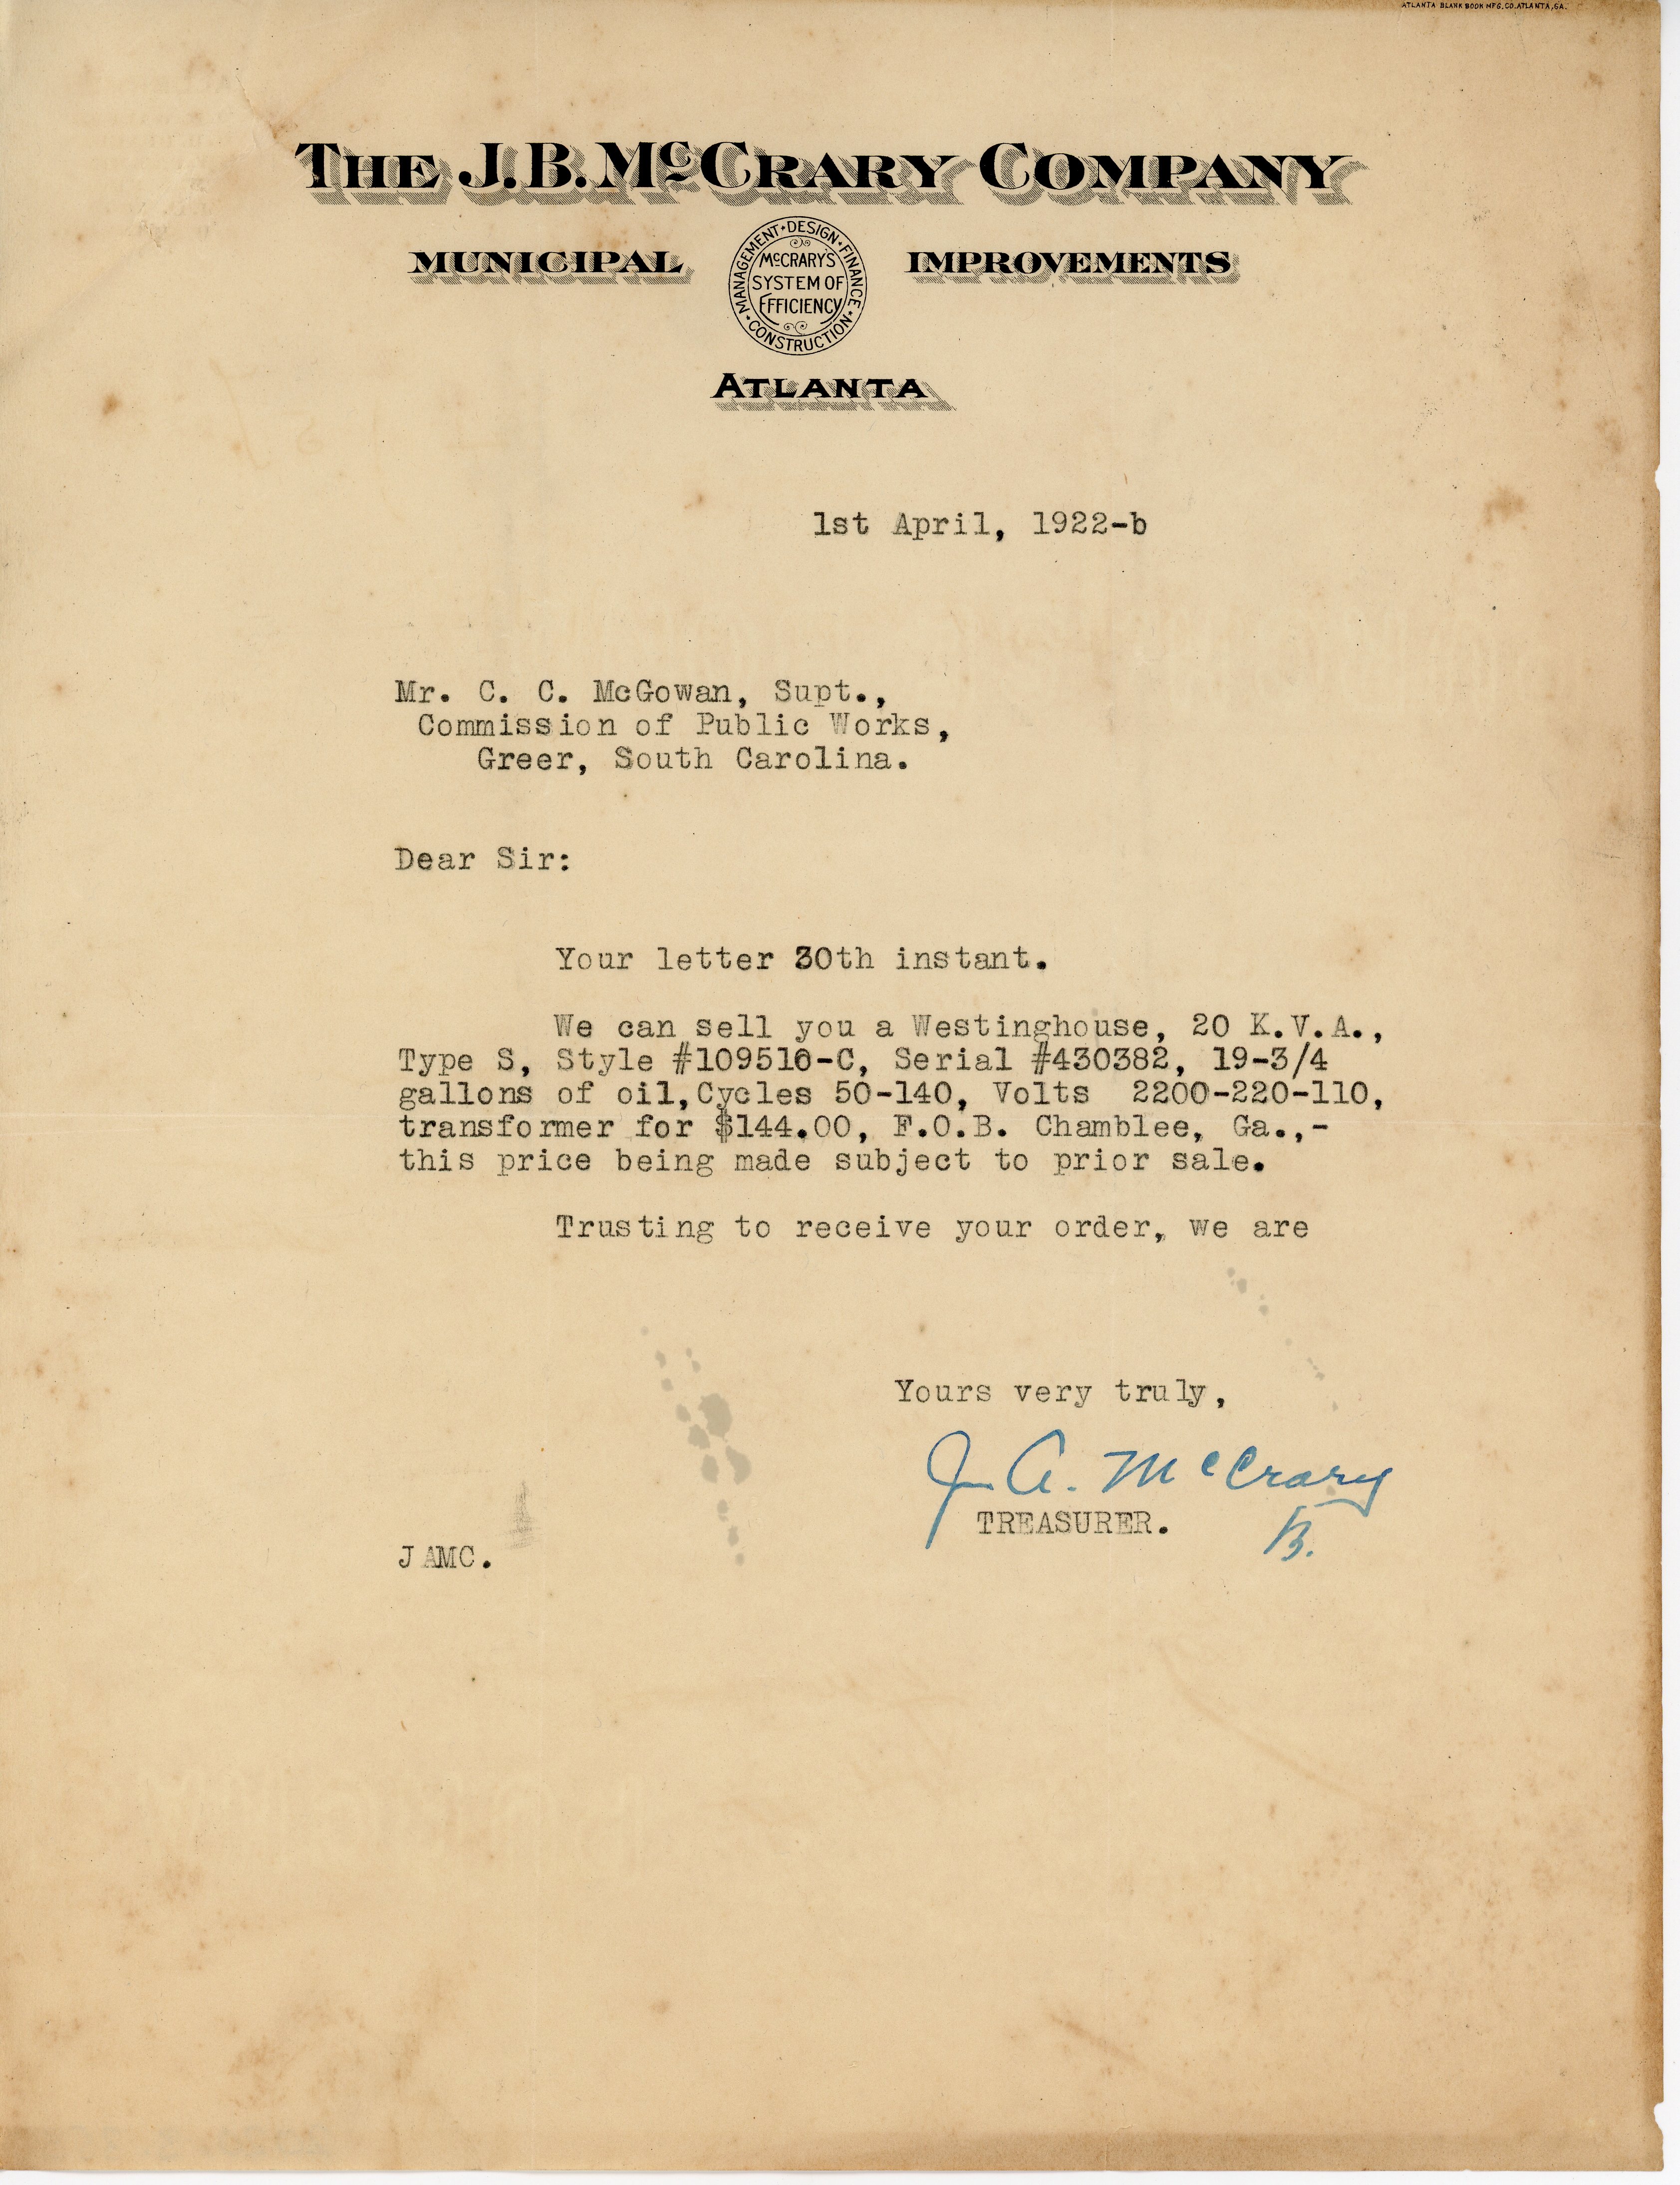 ATLANTA BLANK BOOK MFG. CO. ATLANTA, GA.
THE J. B. McCRARY COMPANY
MUNICIPAL IMPROVEMENTS
MANAGEMENT · DESIGN · FINANCE · CONSTRUCTION
McCRARY'S
SYSTEM OF
EFFICIENCY
ATLANTA
1st April, 1922-b
Mr. C. C. McGowan, Supt.,
Commission of Public Works,
Greer, South Carolina.
Dear Sir:
Your letter 30th instant.
We can sell you a Westinghouse, 20 K.V.A.,
Type S, Style #109516-C, Serial #430382, 19-3/4
gallons of oil,Cycles 50-140, Volts 2200-220-110,
transformer for $144.00, F.O.B. Chamblee, Ga.,-
this price being made subject to prior sale.
Trusting to receive your order, we are
Yours very truly,
J. A. McCrary
TREASURER.
B.
JAMC.